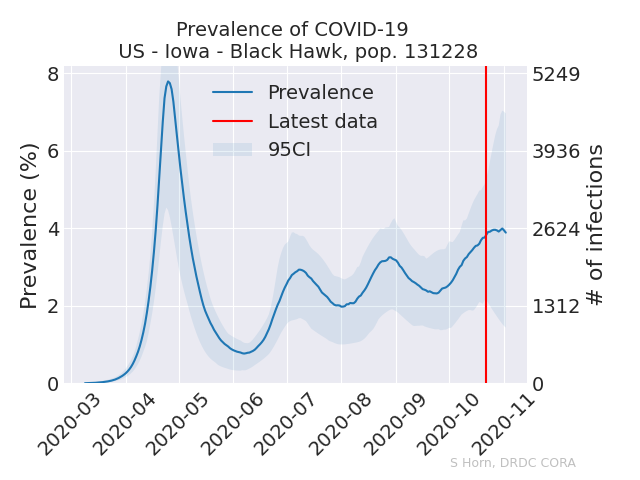 Prevalence of COVID-19
US - Iowa - Black Hawk, pop. 131228
Prevalence
Latest data
95CI
Prevalence (%)
8
6
4
2
0
5249
3936
2624
1312
0
# of infections
2020-03
2020-04
2020-05
2020-06
2020-07
2020-08
2020-09
2020-10
2020-11
S Horn, DRDC CORA